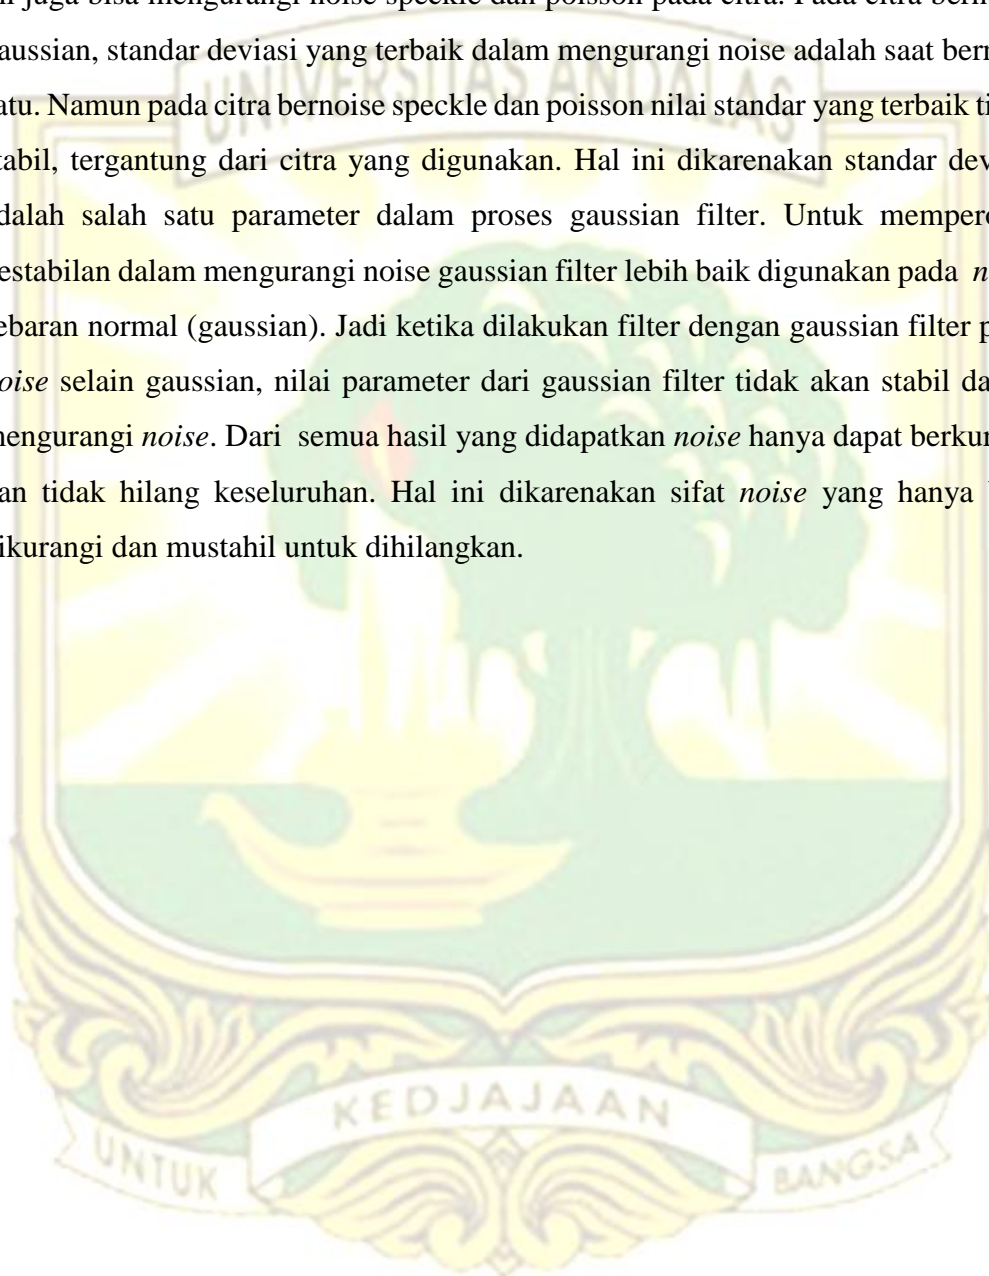 juga bisa mengurangi noise speckle dan poisson pada citra. Pada citra
aussian, standar deviasi yang terbaik dalam mengurangi noise adalah saat bern
atu. Namun pada citra bernoise speckle dan poisson nilai standar yang terbaik ti
tabil, tergantung dari citra yang digunakan. Hal ini dikarenakan standar dev
dalah salah satu parameter dalam proses gaussian filter. Untuk mempero
estabilan dalam mengurangi noise gaussian filter lebih baik digunakan pada n
ebaran normal (gaussian). Jadi ketika dilakukan filter dengan gaussian filter p
oise selain gaussian, nilai parameter dari gaussian filter tidak akan stabil da
mengurangi noise. Dari semua hasil yang didapatkan noise hanya dapat berkur
an tidak hilang keseluruhan. Hal ini dikarenakan sifat noise yang hanya
ikurangi dan mustahil untuk dihilangkan.
UNIVERSITAS ANDALAS
KEDJAJAAN
UNTUK BANGSA